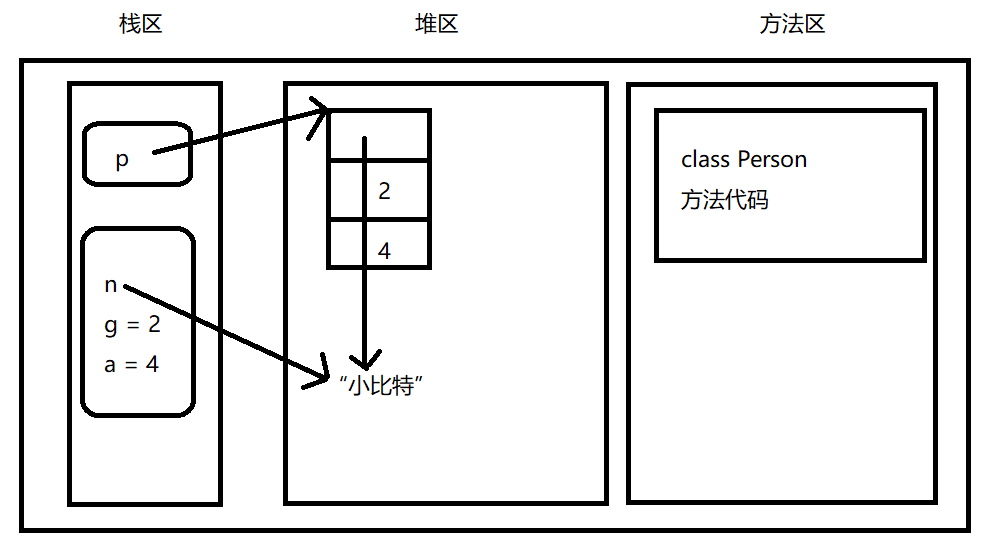 栈区
堆区
方法区
p
n
g = 2
a = 4
2
4
“小比特”
class Person
方法代码